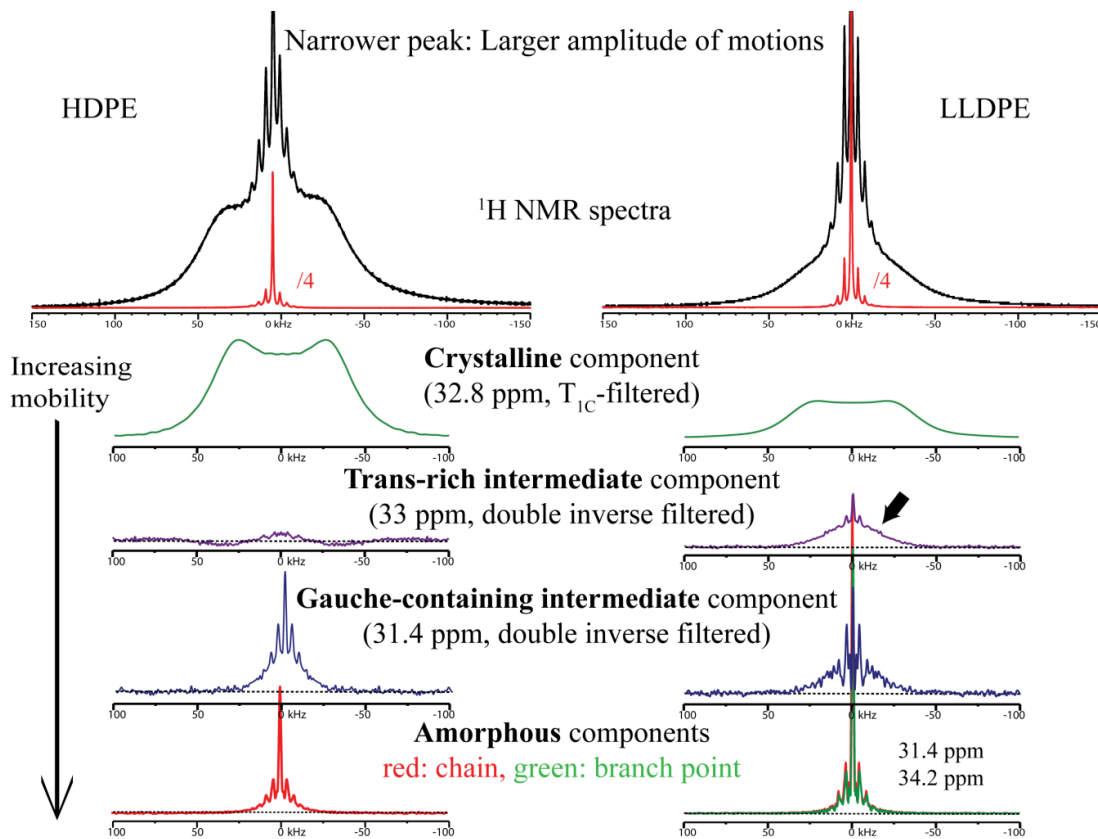 Narrower peak: Larger amplitude of motions
HDPE
LLDPE
¹H NMR spectra
/4
/4
150 100 50 0 kHz -50 -100 -150
150 100 50 0 kHz -50 -100 -150
Increasing
mobility
Crystalline component
(32.8 ppm, T1C-filtered)
100 50 0 kHz -50 -100
100 50 0 kHz -50 -100
Trans-rich intermediate component
(33 ppm, double inverse filtered)
100 50 0 kHz -50 -100
100 50 0 kHz -50 -100
Gauche-containing intermediate component
(31.4 ppm, double inverse filtered)
100 50 0 kHz -50 -100
100 50 0 kHz -50 -100
Amorphous components
red: chain, green: branch point
31.4 ppm
34.2 ppm
100 50 0 kHz -50 -100
100 50 0 kHz -50 -100